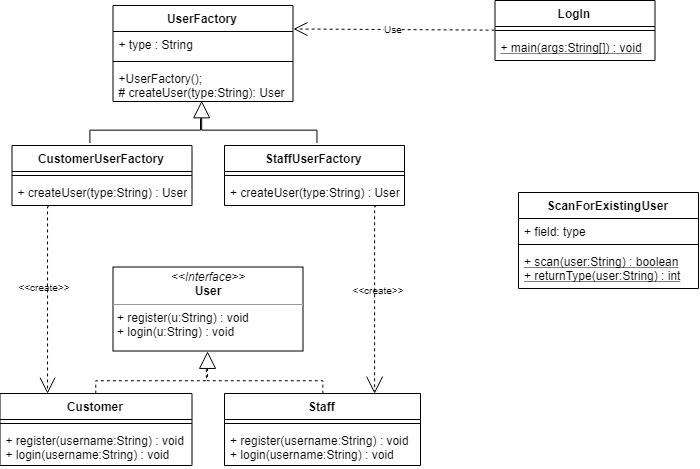 UserFactory
+ type : String
+UserFactory();
# createUser(type:String): User
Use
LogIn
+ main(args:String[]) : void
CustomerUserFactory
+ createUser(type:String) : User
StaffUserFactory
+ createUser(type:String) : User
ScanForExistingUser
+ field: type
+ scan(user:String) : boolean
+ returnType(user:String) : int
<<create>>
<<Interface>>
User
+ register(u:String) : void
+ login(u:String) : void
<<create>>
Customer
+ register(username:String) : void
+ login(username:String) : void
Staff
+ register(username:String) : void
+ login(username:String) : void